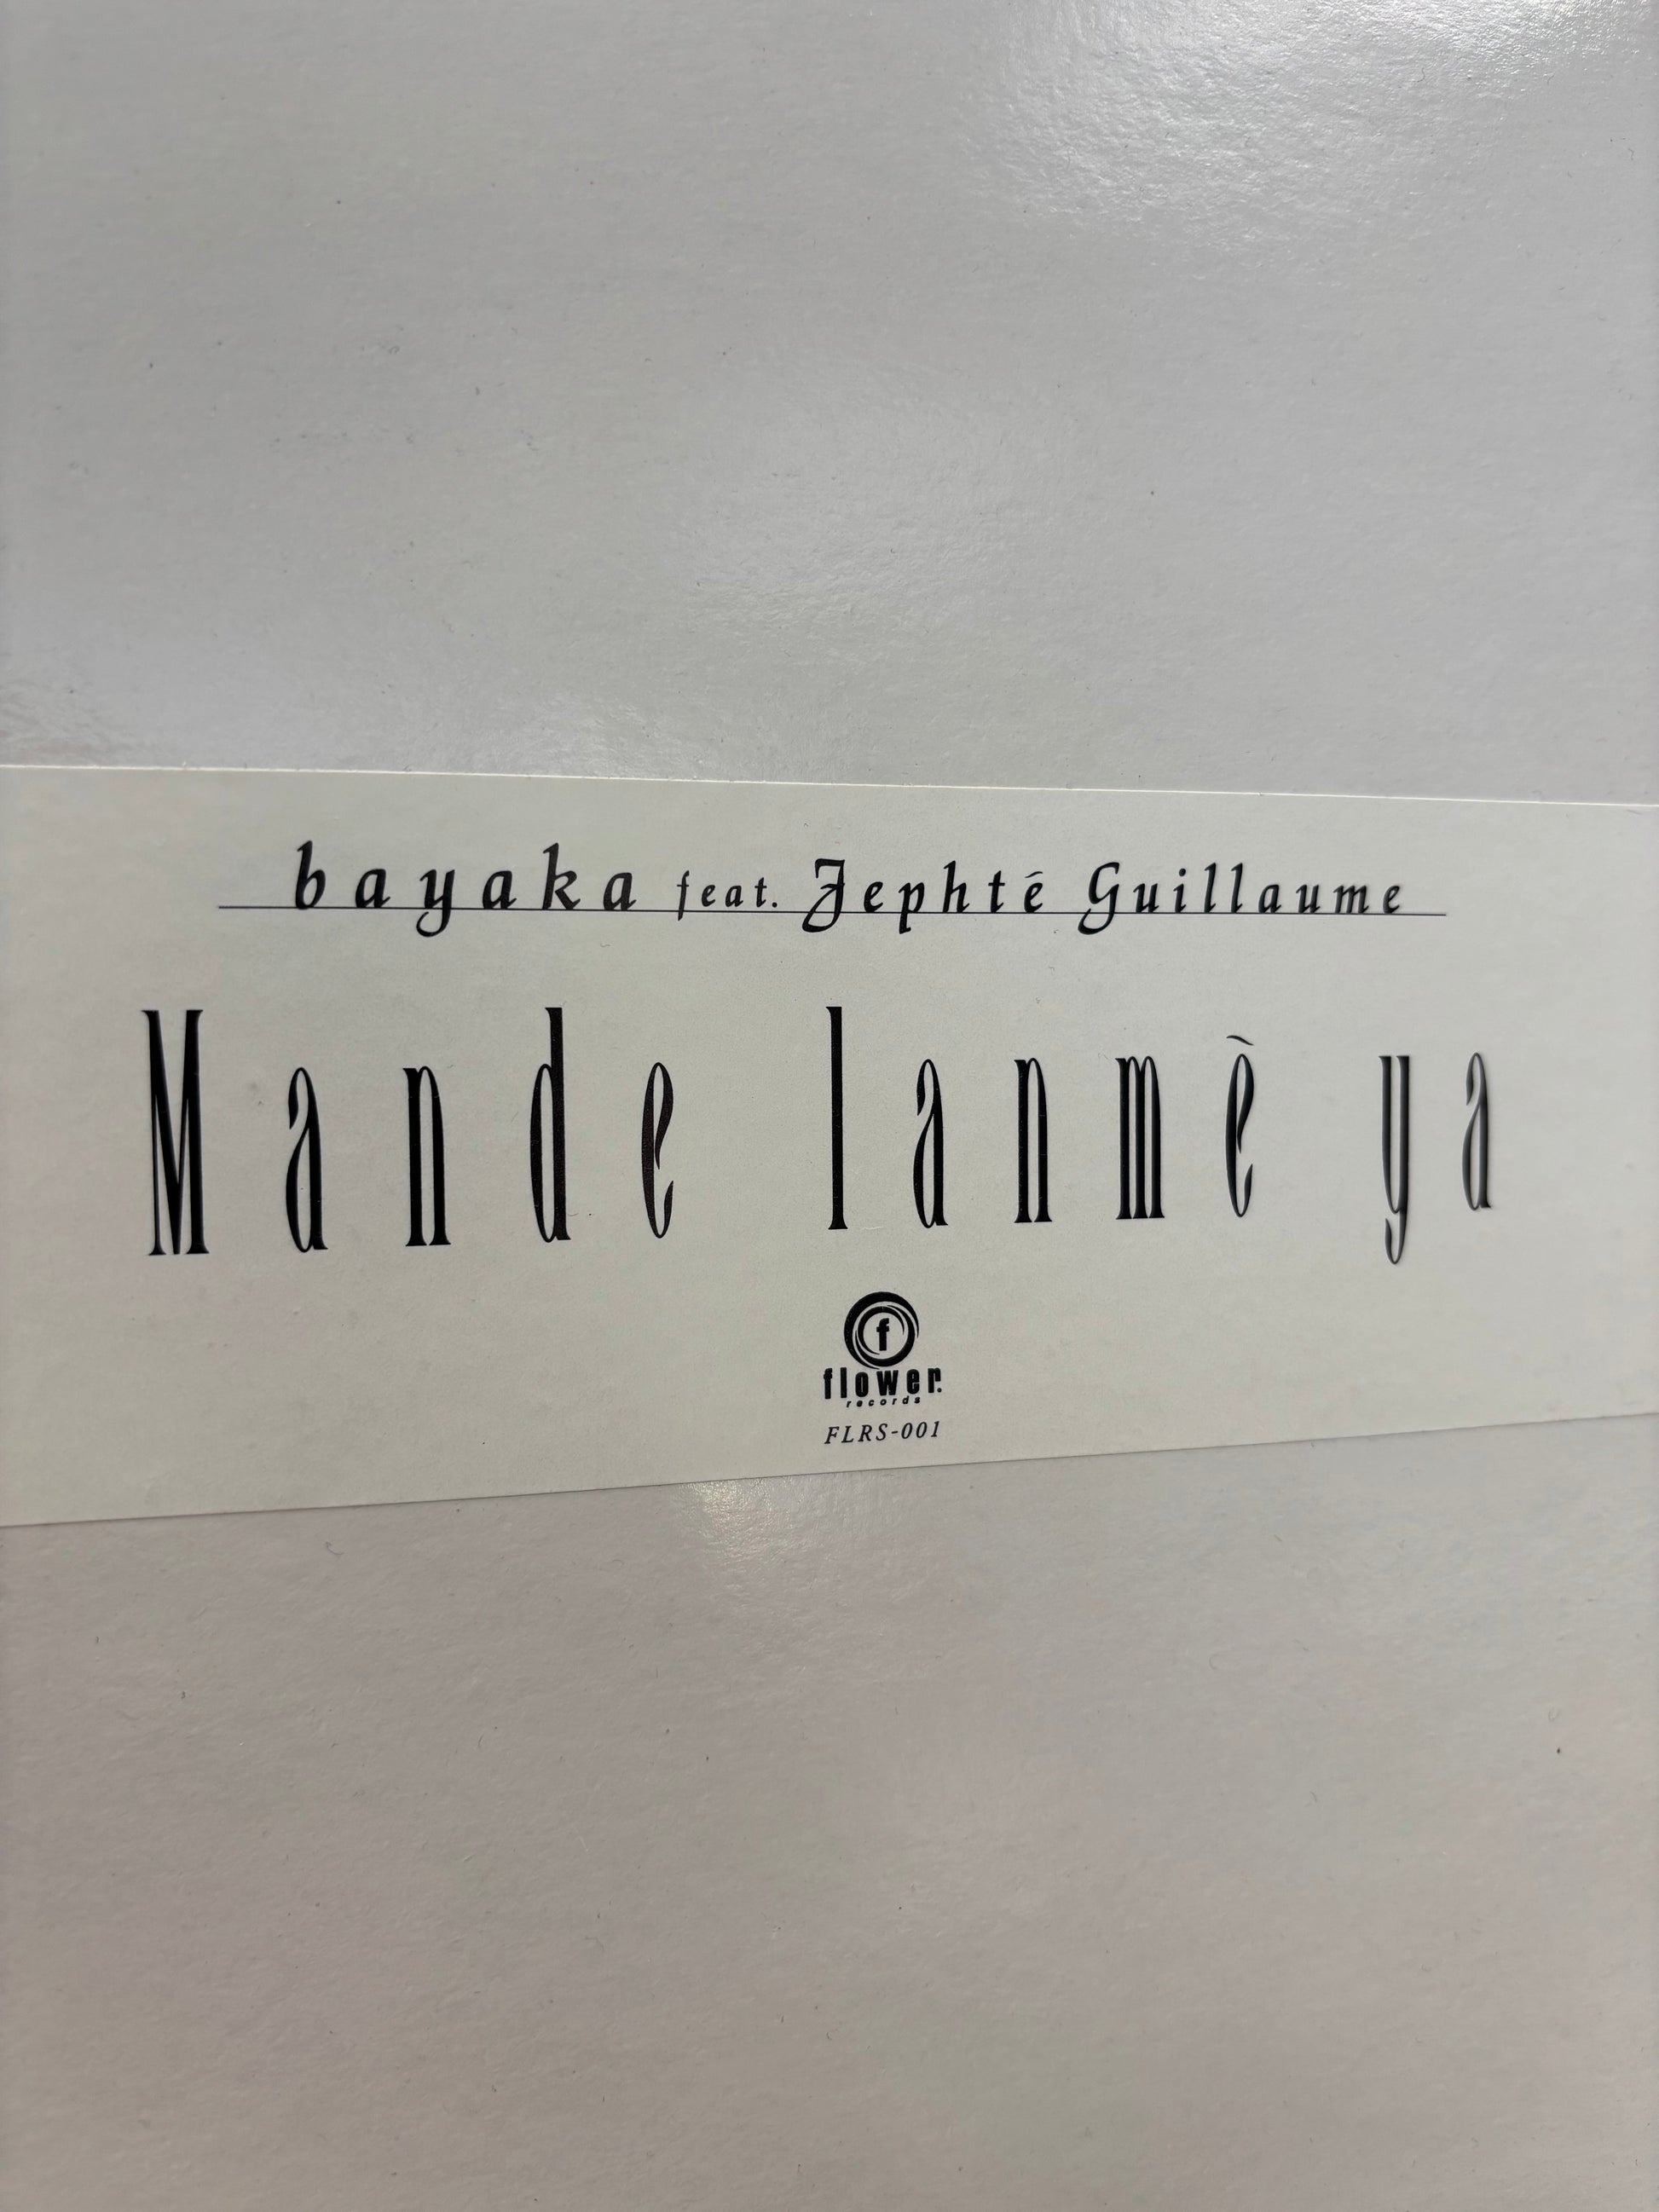 bayaka feat. Jephté Guillaume
Mande lanmè ya
f
flower.
records
FLRS-001